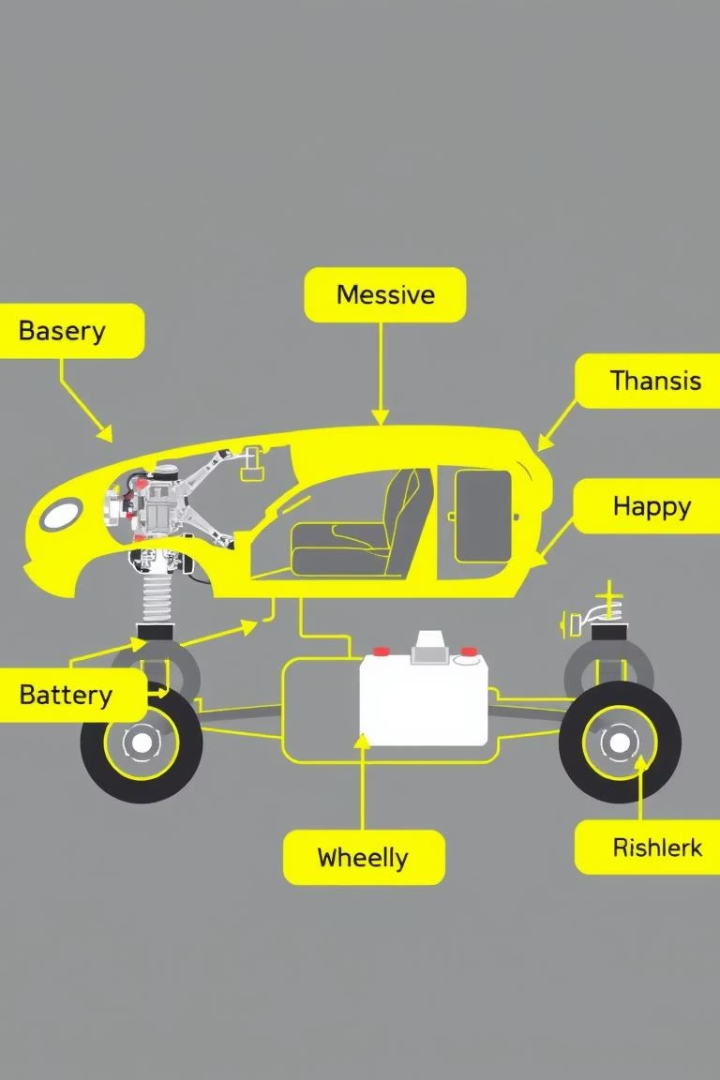 Messive
Basery
Thansis
Happy
Battery
Wheelly
Rishlerk